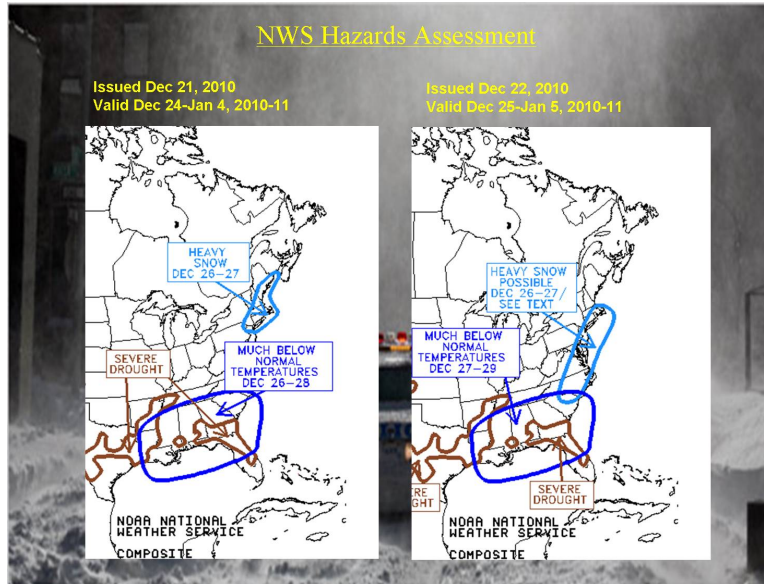 NWS Hazards Assessment
Issued Dec 21, 2010
Valid Dec 24-Jan 4, 2010-11
HEAVY
SNOW
DEC 26-27
SEVERE
DROUGHT
MUCH BELOW
NORMAL
TEMPERATURES
DEC 26-28
NOAA NATIONAL
WEATHER SERVICE
COMPOSITE
Issued Dec 22, 2010
Valid Dec 25-Jan 5, 2010-11
HEAVY SNOW
POSSIBLE
DEC 26-27/
SEE TEXT
MUCH BELOW
NORMAL
TEMPERATURES
DEC 27-29
RE
GHT
SEVERE
DROUGHT
NOAA NATIONAL
WEATHER SERVICE
COMPOSITE